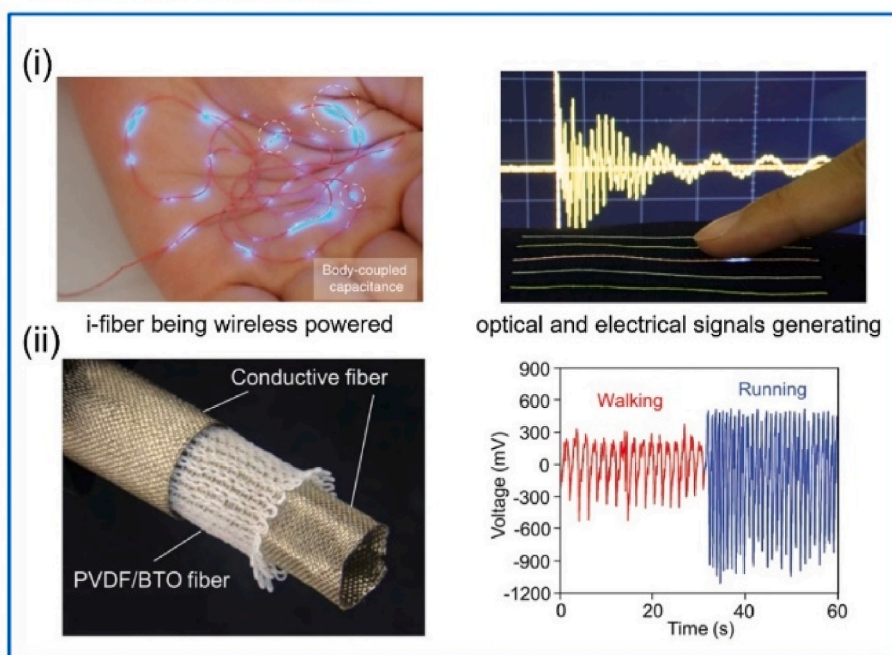 (i)
Body-coupled
capacitance
i-fiber being wireless powered
optical and electrical signals generating
(ii)
Conductive fiber
PVDF/BTO fiber
900
600
300
0
-300
-600
-900
-1200
Voltage (mV)
Walking
Running
0
20
40
60
Time (s)